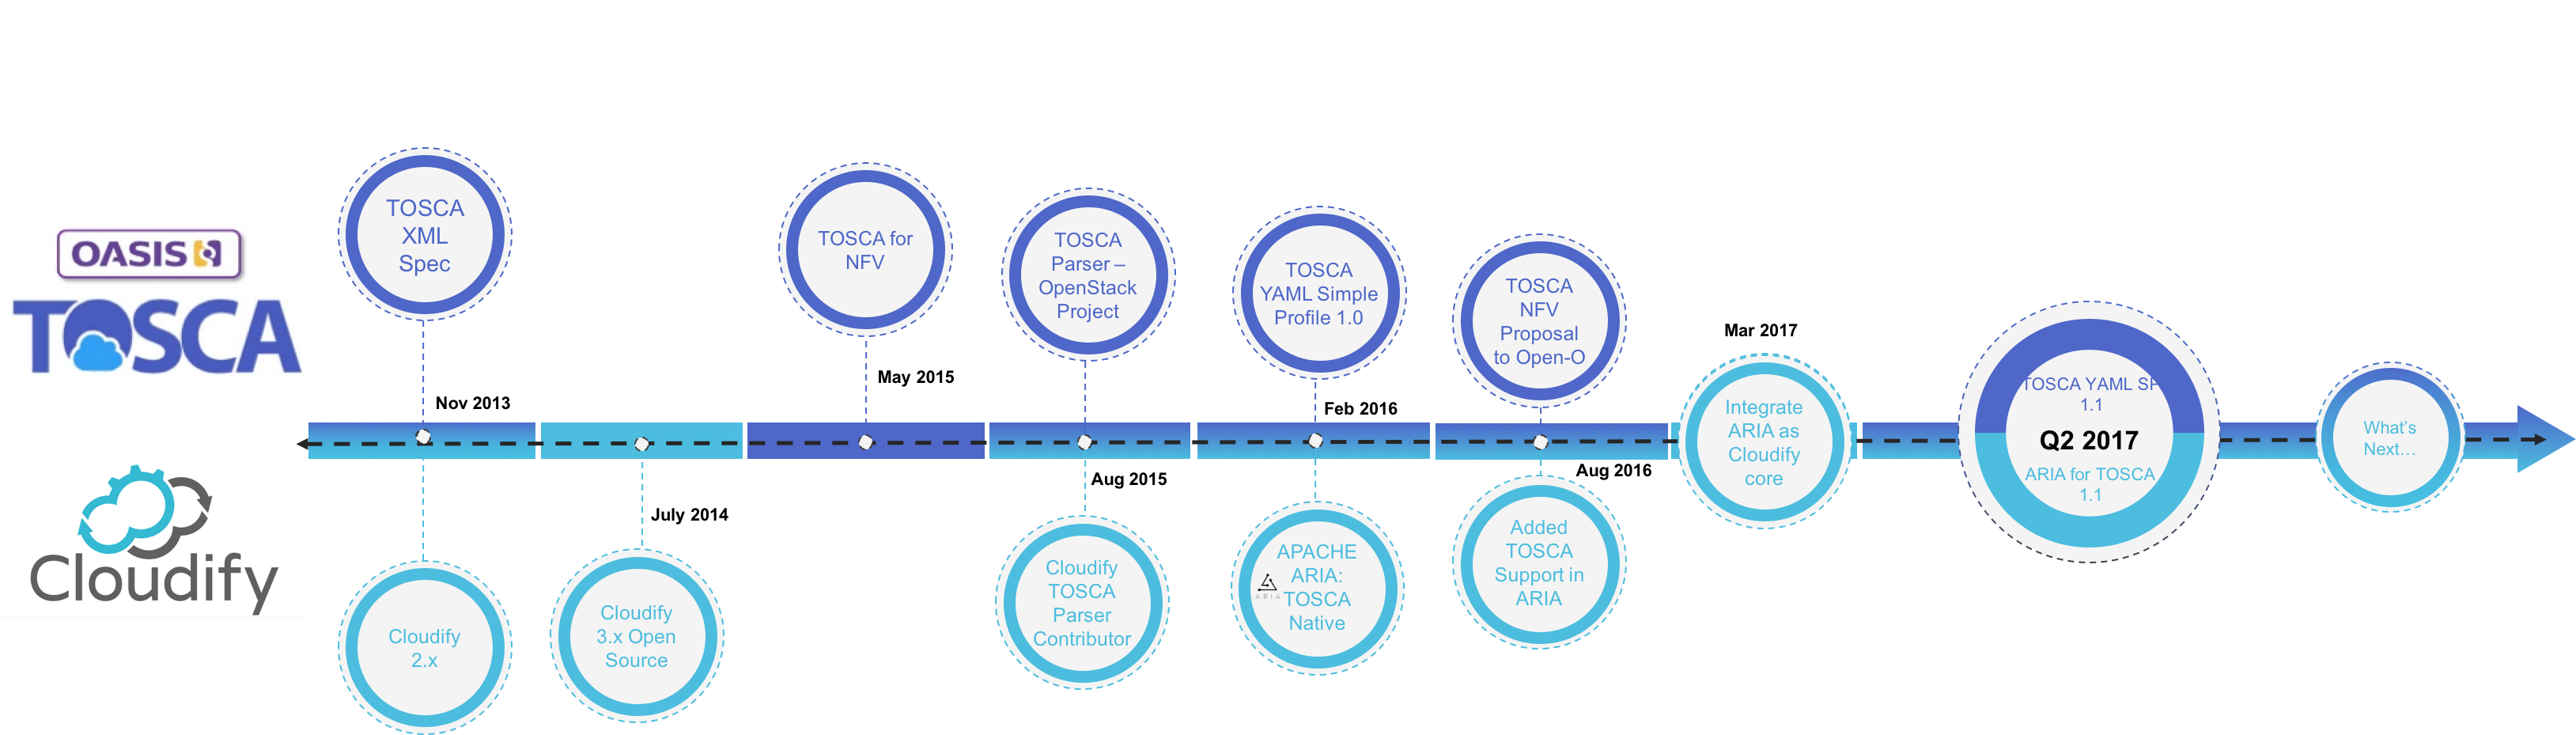 OASIS
TOSCA
Cloudify
TOSCA
XML
Spec
Nov 2013
Cloudify
2.x
July 2014
Cloudify
3.x Open
Source
TOSCA for
NFV
May 2015
TOSCA
Parser –
OpenStack
Project
Aug 2015
Cloudify
TOSCA
Parser
Contributor
TOSCA
YAML Simple
Profile 1.0
Feb 2016
APACHE
ARIA:
TOSCA
Native
ARIA
TOSCA
NFV
Proposal
to Open-O
Aug 2016
Added
TOSCA
Support in
ARIA
Mar 2017
Integrate
ARIA as
Cloudify
core
TOSCA YAML SP
1.1
Q2 2017
ARIA for TOSCA
1.1
What's
Next...